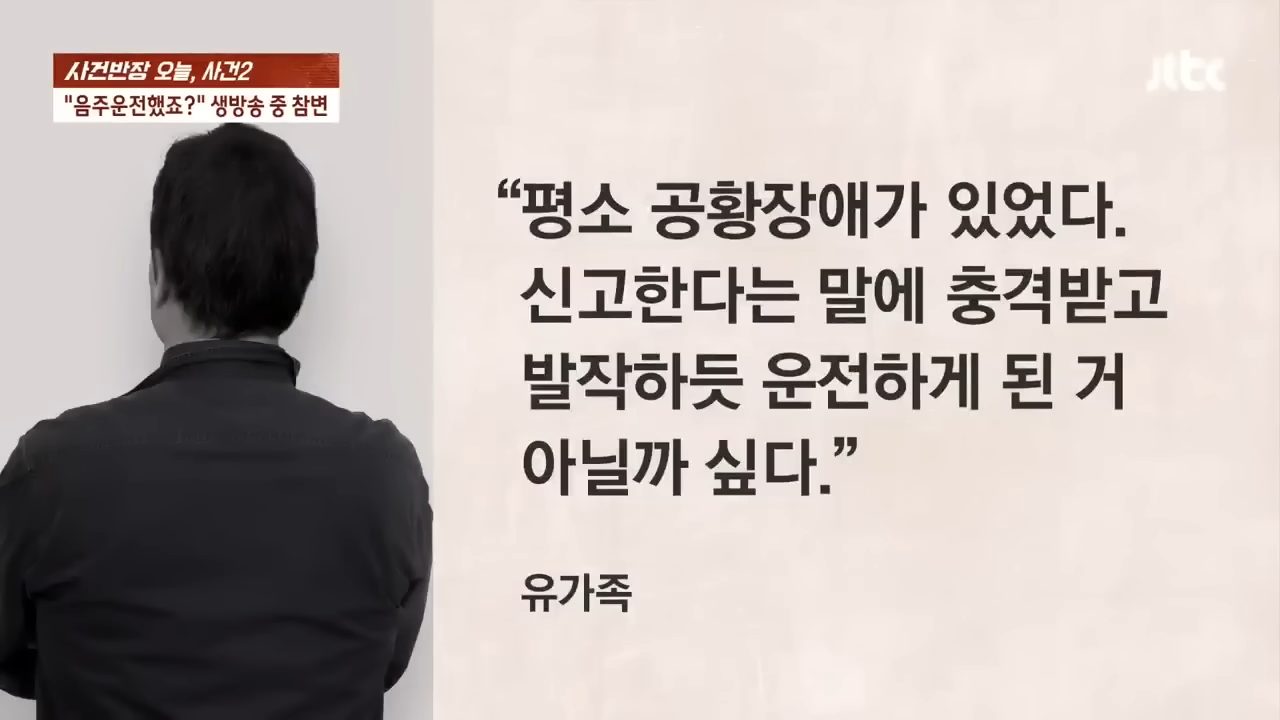 사건반장 오늘, 사건2
"음주운전했죠?" 생방송 중 참변
jtbc
“평소 공황장애가 있었다.
신고한다는 말에 충격받고
발작하듯 운전하게 된 거
아닐까 싶다.”
유가족